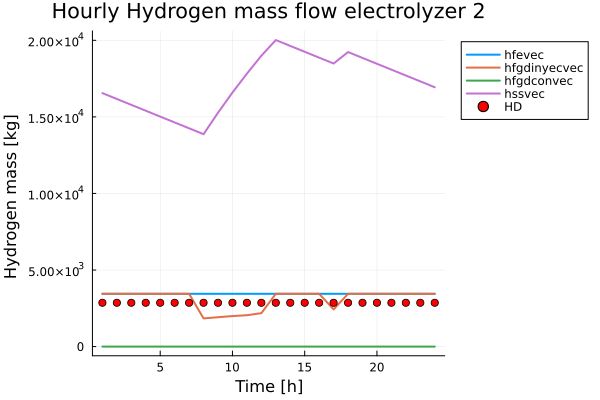 Hourly Hydrogen mass flow electrolyzer 2
Hydrogen mass [kg]
2.00×10⁴
1.50×10⁴
1.00×10⁴
5.00×10³
0
5 10 15 20
Time [h]
hfevec
hfgdinyecvec
hfgdconvec
hssvec
HD